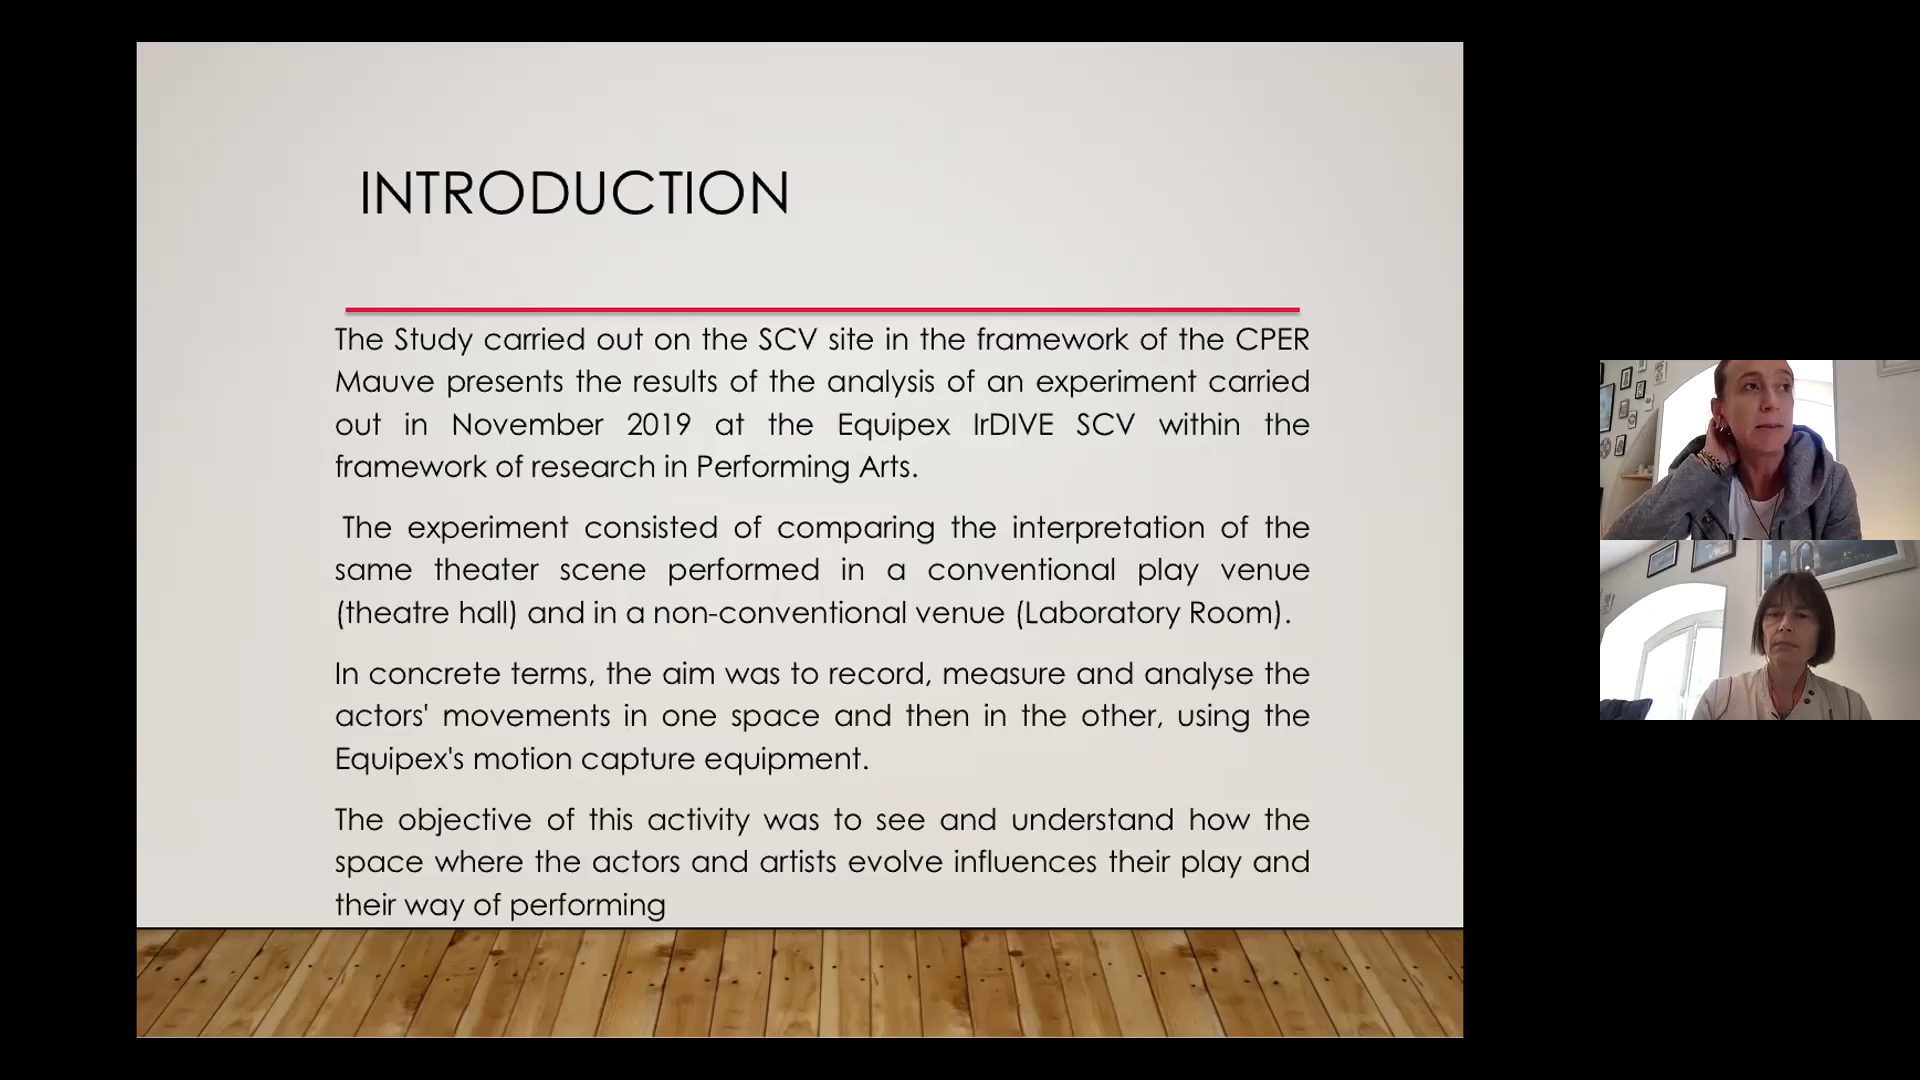 INTRODUCTION
The Study carried out on the SCV site in the framework of the CPER
Mauve presents the results of the analysis of an experiment carried
out in November 2019 at the Equipex IrDIVE SCV within the
framework of research in Performing Arts.
The experiment consisted of comparing the interpretation of the
same theater scene performed in a conventional play venue
(theatre hall) and in a non-conventional venue (Laboratory Room).
In concrete terms, the aim was to record, measure and analyse the
actors' movements in one space and then in the other, using the
Equipex's motion capture equipment.
The objective of this activity was to see and understand how the
space where the actors and artists evolve influences their play and
their way of performing